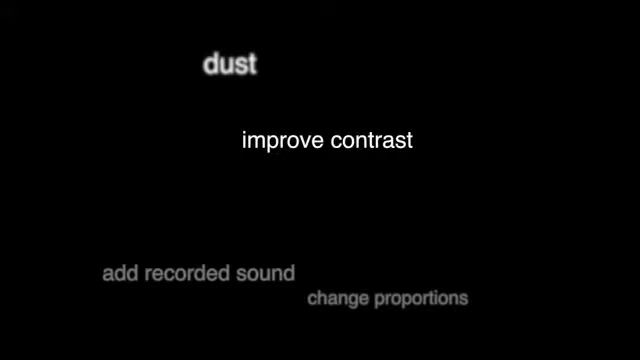 dust
improve contrast
add recorded sound
change proportions